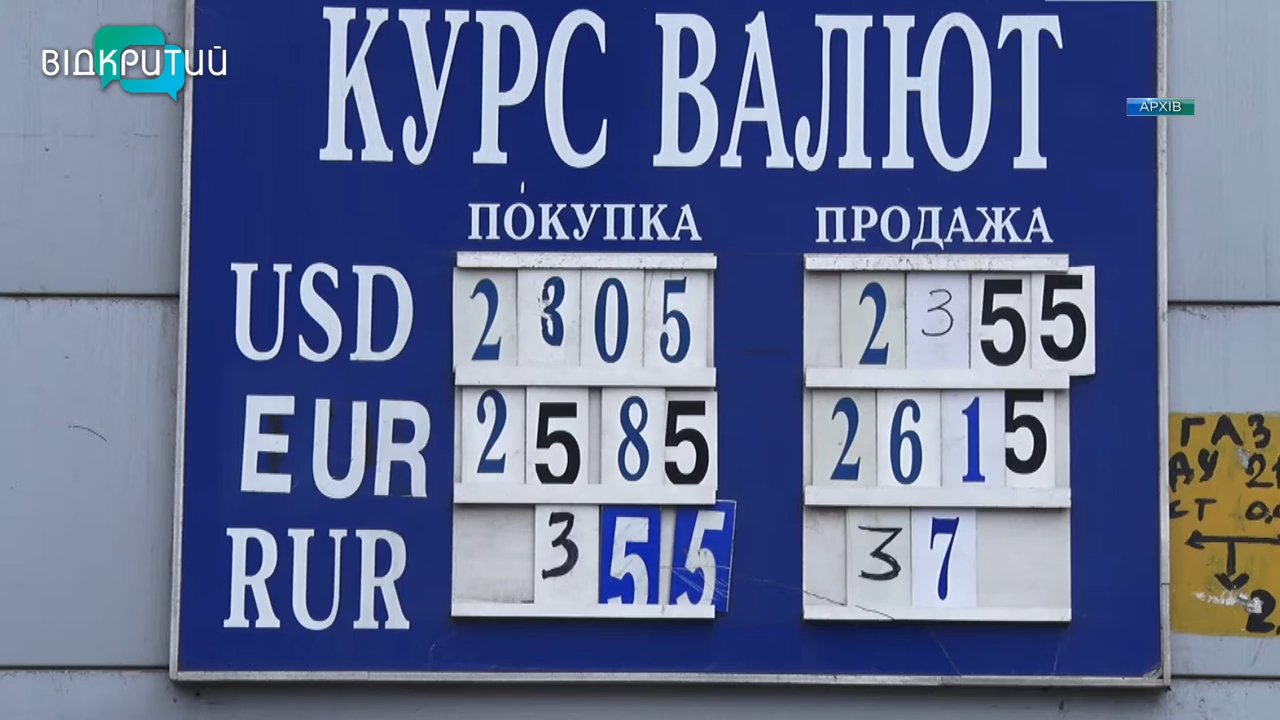 ВІДКРИТИЙ
АРХІВ
КУРС ВАЛЮТ
ПОКУПКА ПРОДАЖА
USD 2305 2355
EUR 2585 2615
RUR 355 37
ГАЗ